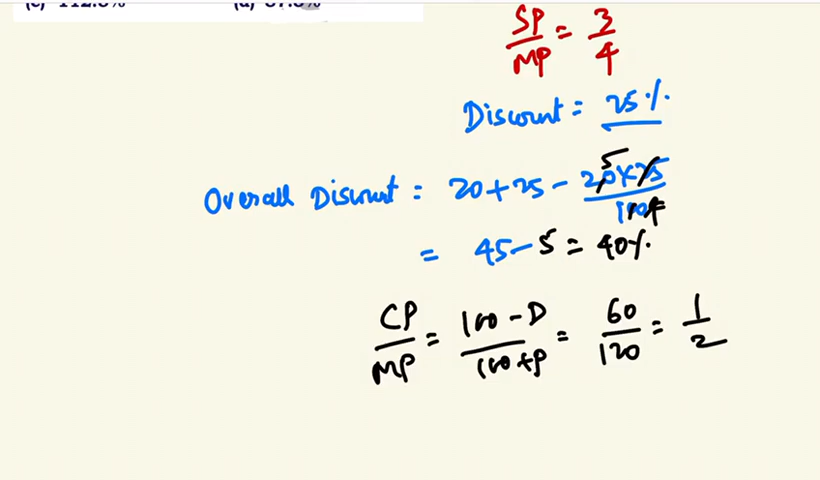 SP/MP = 3/4
Discount = 25%
Overall Discount = 20 + 25 - 20 × 25/100
= 45 - 5 = 40%
CP/MP = 100 - D/100 + P = 60/120 = 1/2